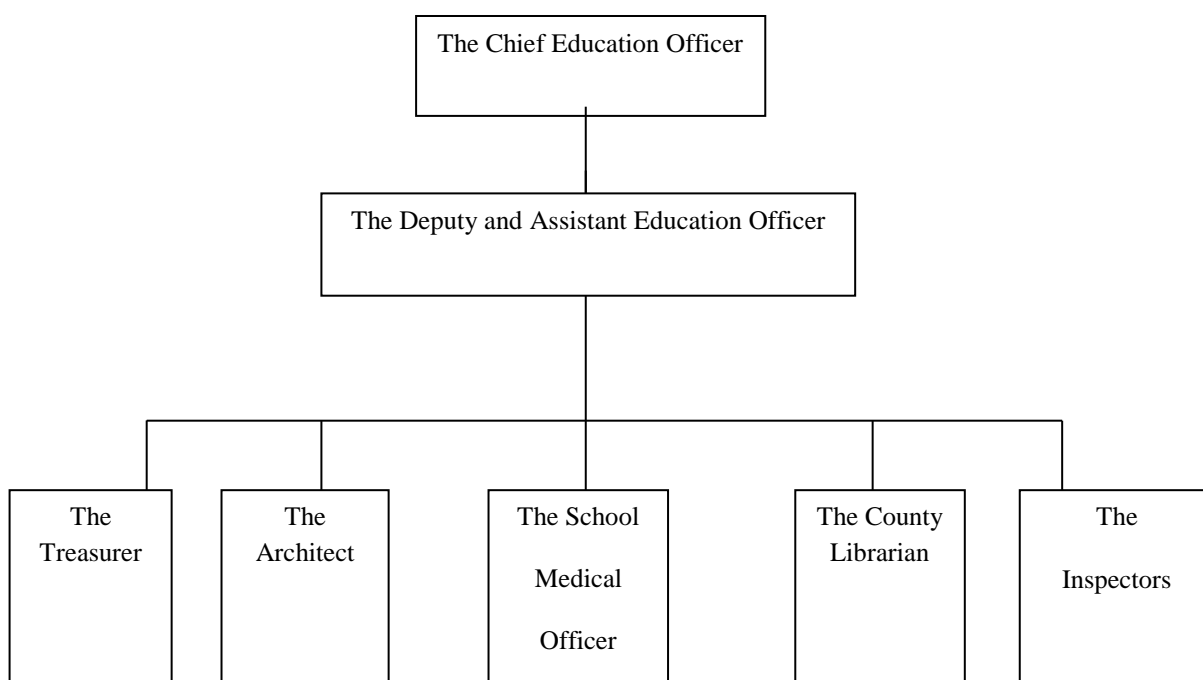 The Chief Education Officer
The Deputy and Assistant Education Officer
The
Treasurer
The
Architect
The School
Medical
Officer
The County
Librarian
The
Inspectors